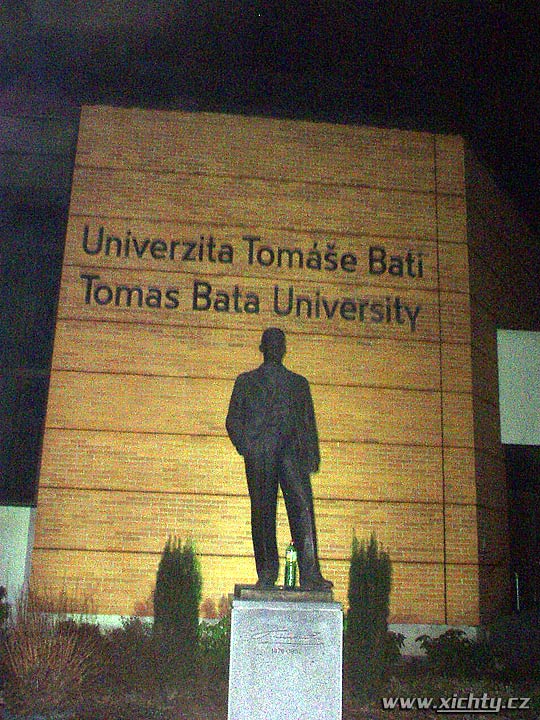 Univerzita Tomáše Bati
Tomas Bata University
www.xichty.cz